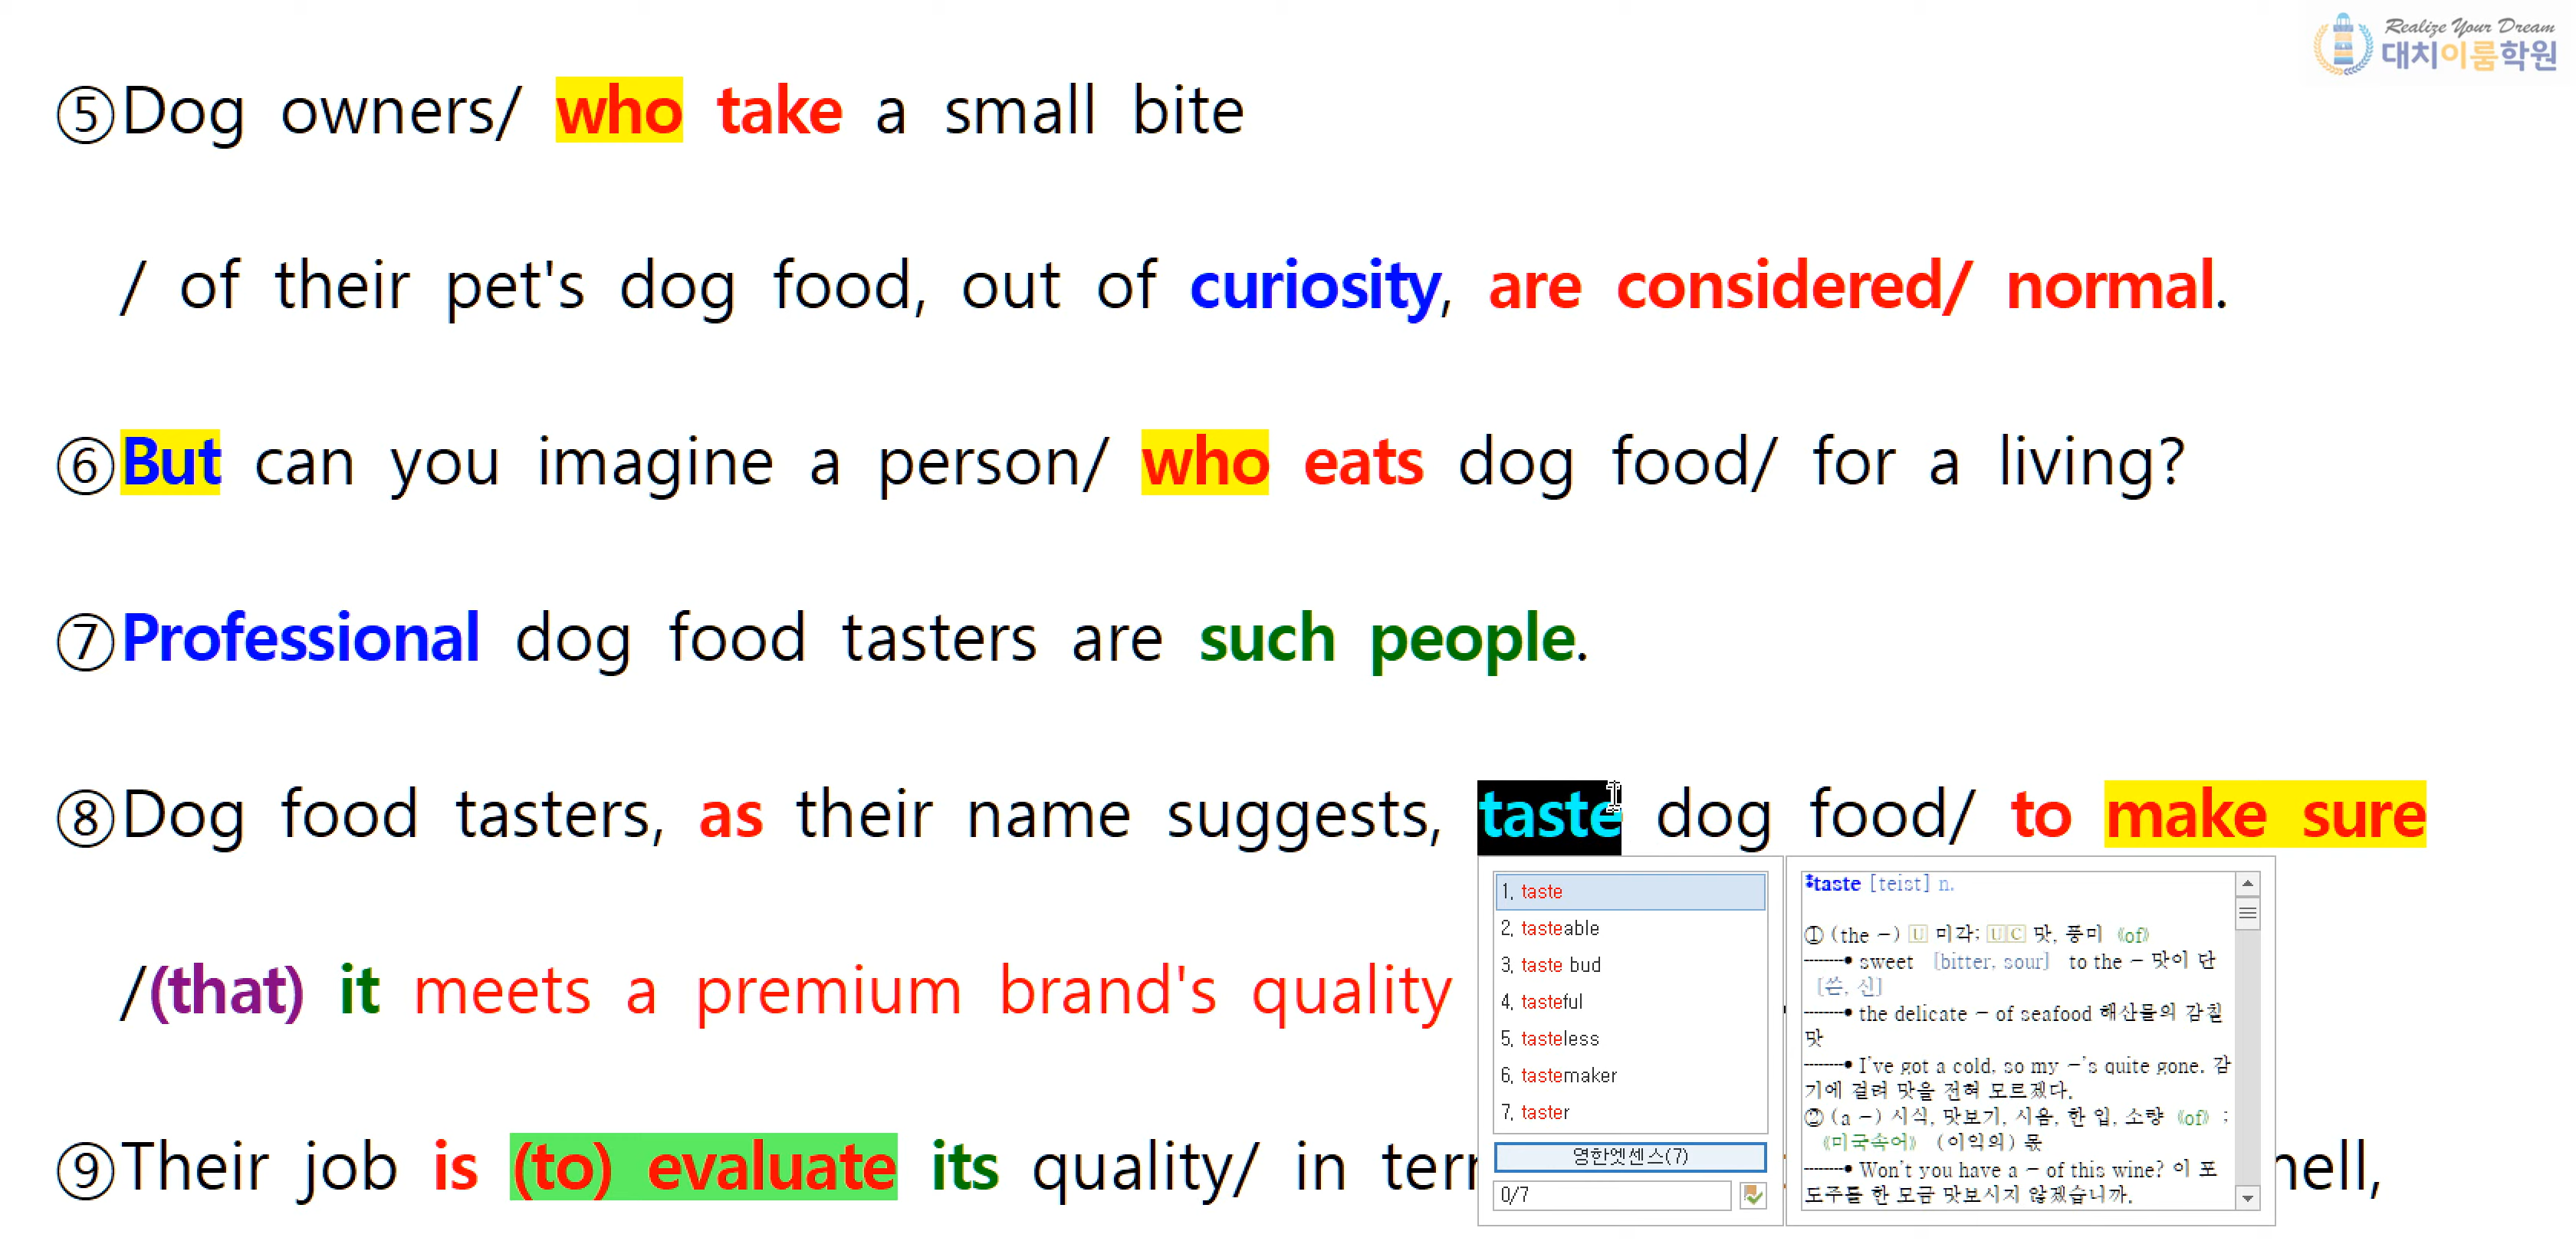 Realize Your Dream
대치이룸학원
⑤Dog owners/ who take a small bite
/ of their pet's dog food, out of curiosity, are considered/ normal.
⑥But can you imagine a person/ who eats dog food/ for a living?
⑦Professional dog food tasters are such people.
⑧Dog food tasters, as their name suggests, taste dog food/ to make sure
/(that) it meets a premium brand's quality
⑨Their job is (to) evaluate its quality/ in
1, taste
2, tasteable
3, taste bud
4, tasteful
5, tasteless
6, tastemaker
7, taster
영한엣센스(7)
0/7
*taste [teist] n.
① (the ~) U 미각; UC 맛, 풍미 《of》
• sweet [bitter, sour] to the ~ 맛이 단
[쓴, 신]
• the delicate ~ of seafood 해산물의 감칠
맛
• I've got a cold, so my ~'s quite gone. 감
기에 걸려 맛을 전혀 모르겠다.
② (a ~) 시식, 맛보기, 시음, 한 입, 소량 《of》 ;
《미국속어》 (이익의) 몫
• Won't you have a ~ of this wine? 이 포
도주를 한 모금 맛보시지 않겠습니까.